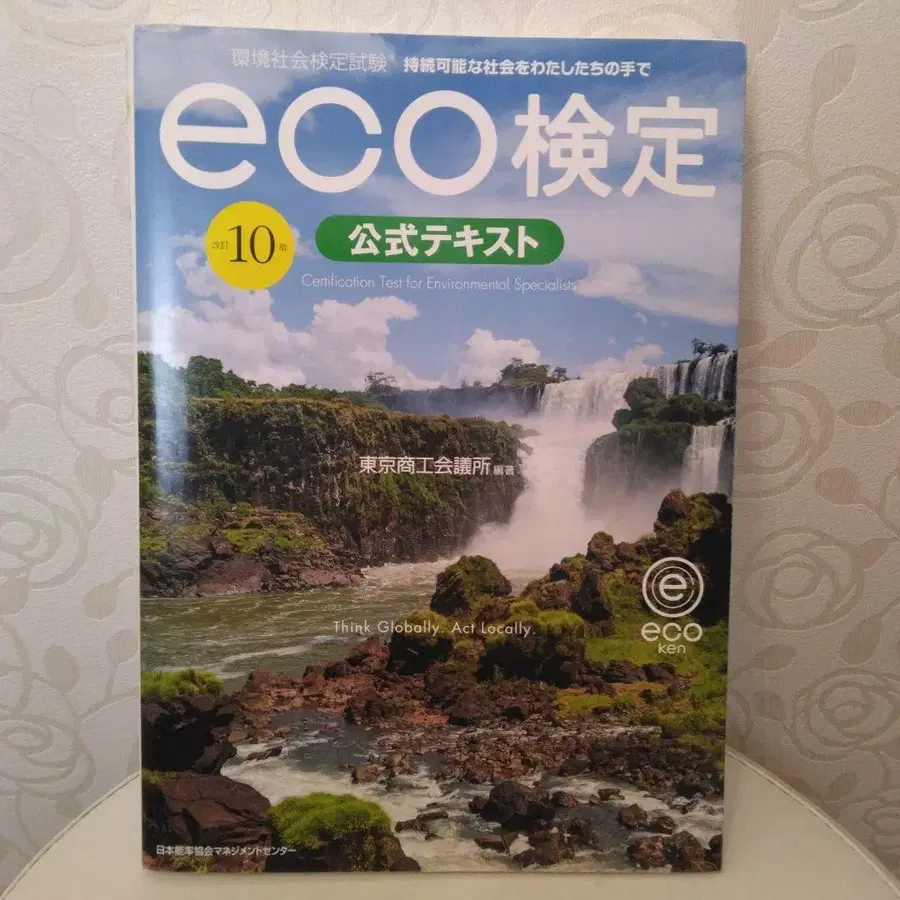 環境社会検定試験® 持続可能な社会をわたしたちの手で
eco検定
改訂10版
公式テキスト
Certification Test for Environmental Specialists
東京商工会議所 編著
e
eco
ken
Think Globally. Act Locally.
日本能率協会マネジメントセンター